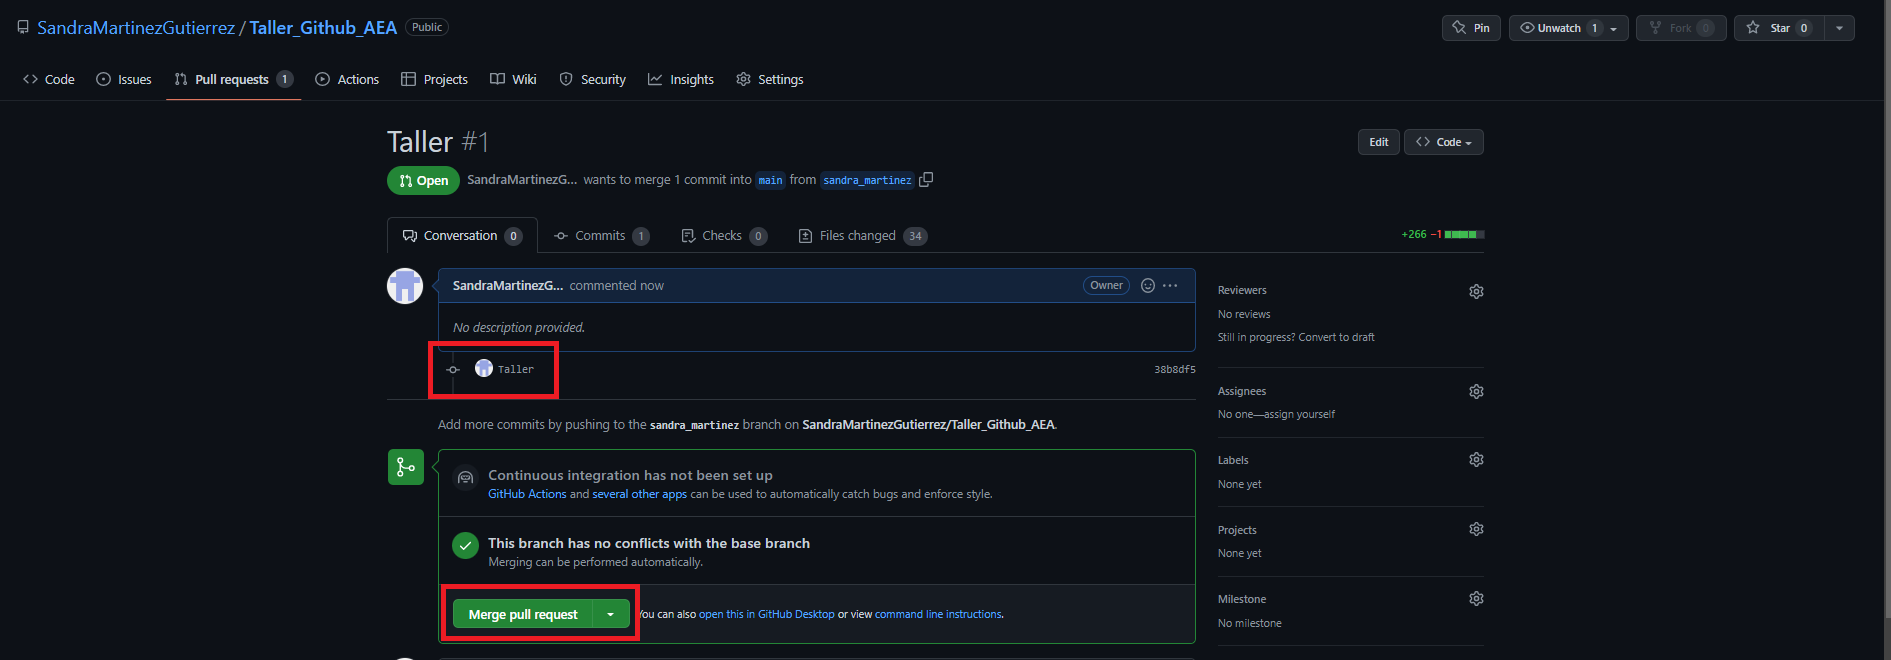 SandraMartinezGutierrez / Taller_Github_AEA Public
Pin Unwatch 1 Fork 0 Star 0
Code Issues Pull requests 1 Actions Projects Wiki Security Insights Settings
Taller #1
Edit Code
Open SandraMartinezG... wants to merge 1 commit into main from sandra_martinez
Conversation 0 Commits 1 Checks 0 Files changed 34
+266 −1
SandraMartinezG... commented now Owner
No description provided.
Taller 38b8df5
Add more commits by pushing to the sandra_martinez branch on SandraMartinezGutierrez/Taller_Github_AEA.
Continuous integration has not been set up
GitHub Actions and several other apps can be used to automatically catch bugs and enforce style.
This branch has no conflicts with the base branch
Merging can be performed automatically.
Merge pull request You can also open this in GitHub Desktop or view command line instructions.
Reviewers
No reviews
Still in progress? Convert to draft
Assignees
No one—assign yourself
Labels
None yet
Projects
None yet
Milestone
No milestone